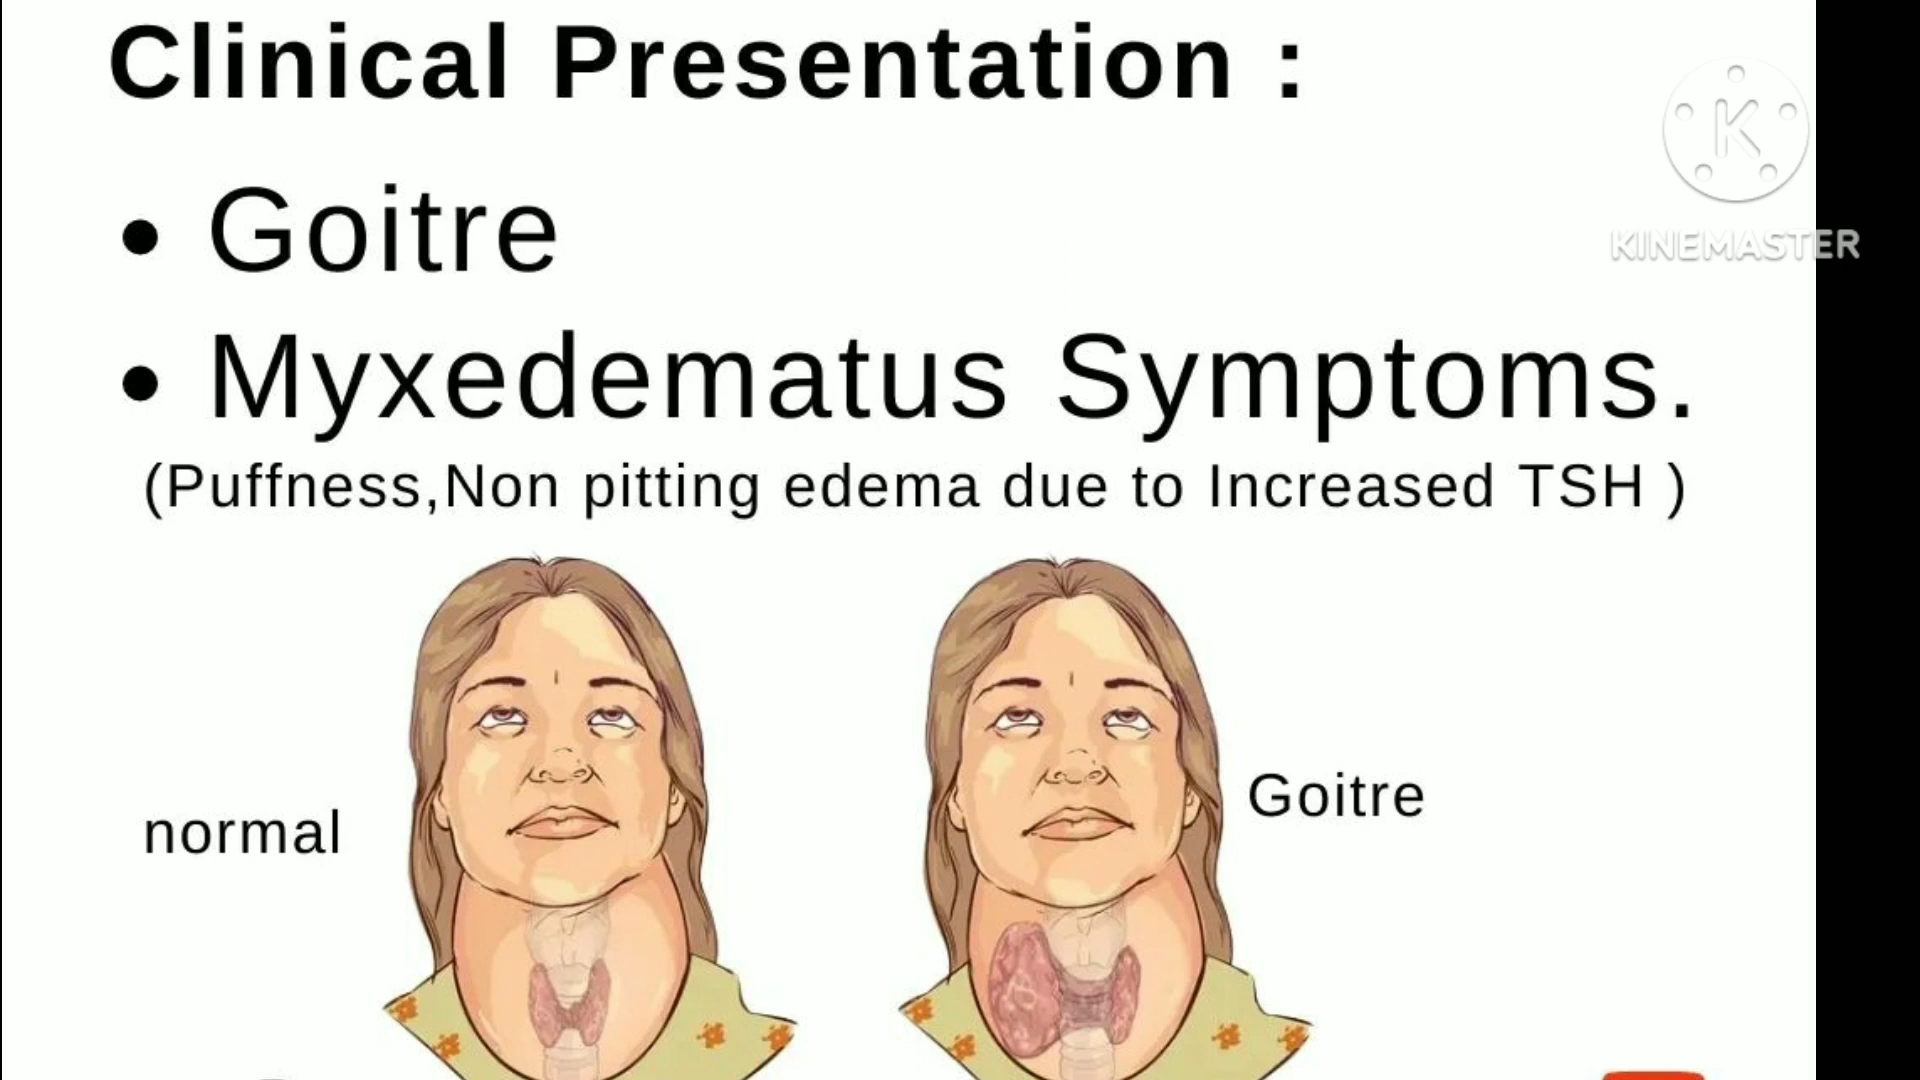 Clinical Presentation :
K
KINEMASTER
• Goitre
• Myxedematus Symptoms.
(Puffness,Non pitting edema due to Increased TSH )
normal
Goitre